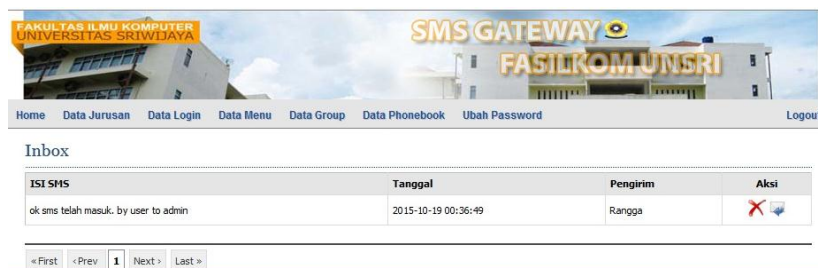 FAKULTAS ILMU KOMPUTER
UNIVERSITAS SRIWIJAYA
SMS GATEWAY
FASILKOM UNSRI
Home Data Jurusan Data Login Data Menu Data Group Data Phonebook Ubah Password Logout
Inbox
ISI SMS Tanggal Pengirim Aksi
ok sms telah masuk. by user to admin 2015-10-19 00:36:49 Rangga
«First ‹Prev 1 Next› Last»